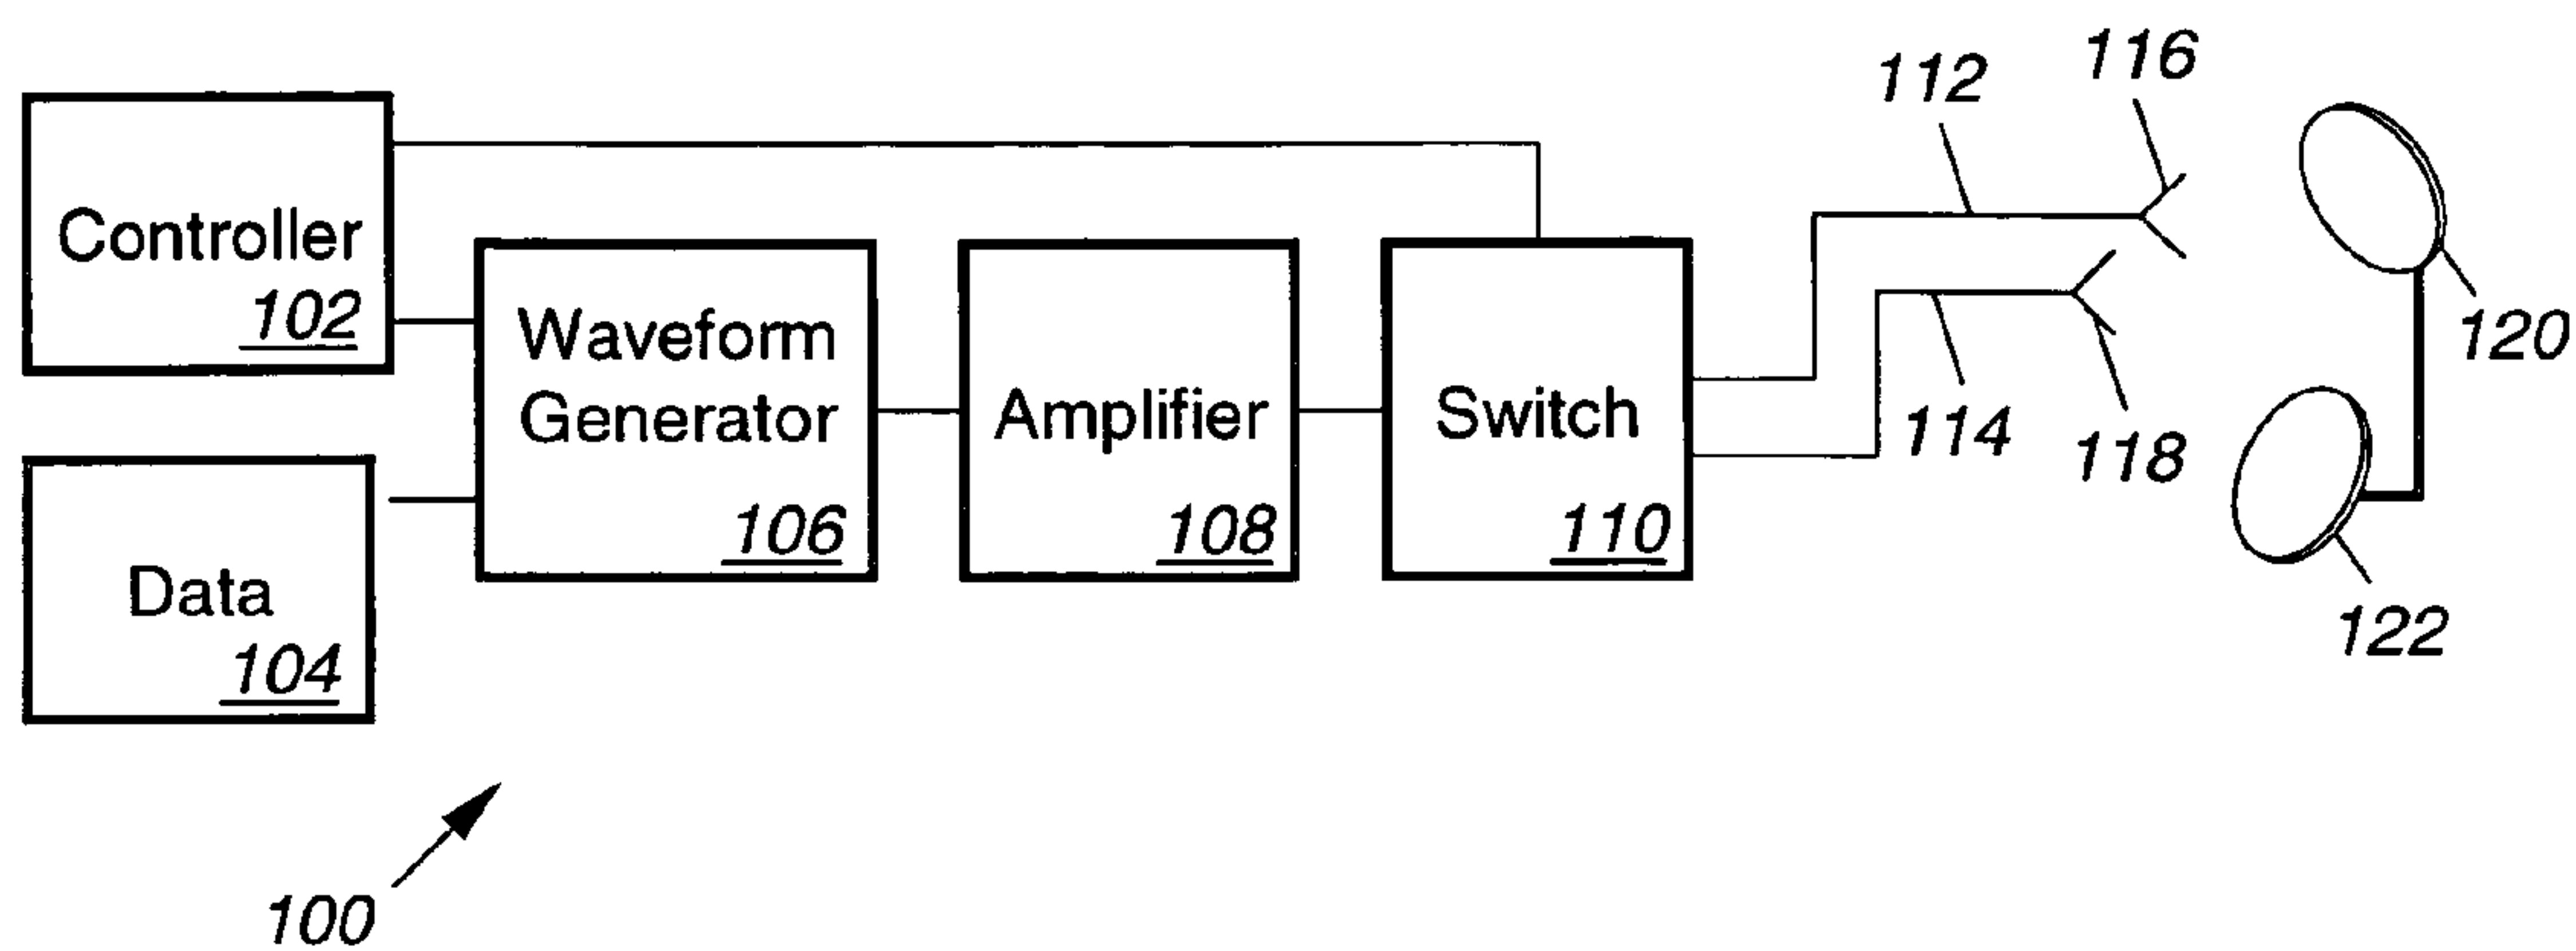 116
112
Controller
102
120
Waveform
Generator
106
Amplifier
108
Switch
110
114
118
Data
104
122
100